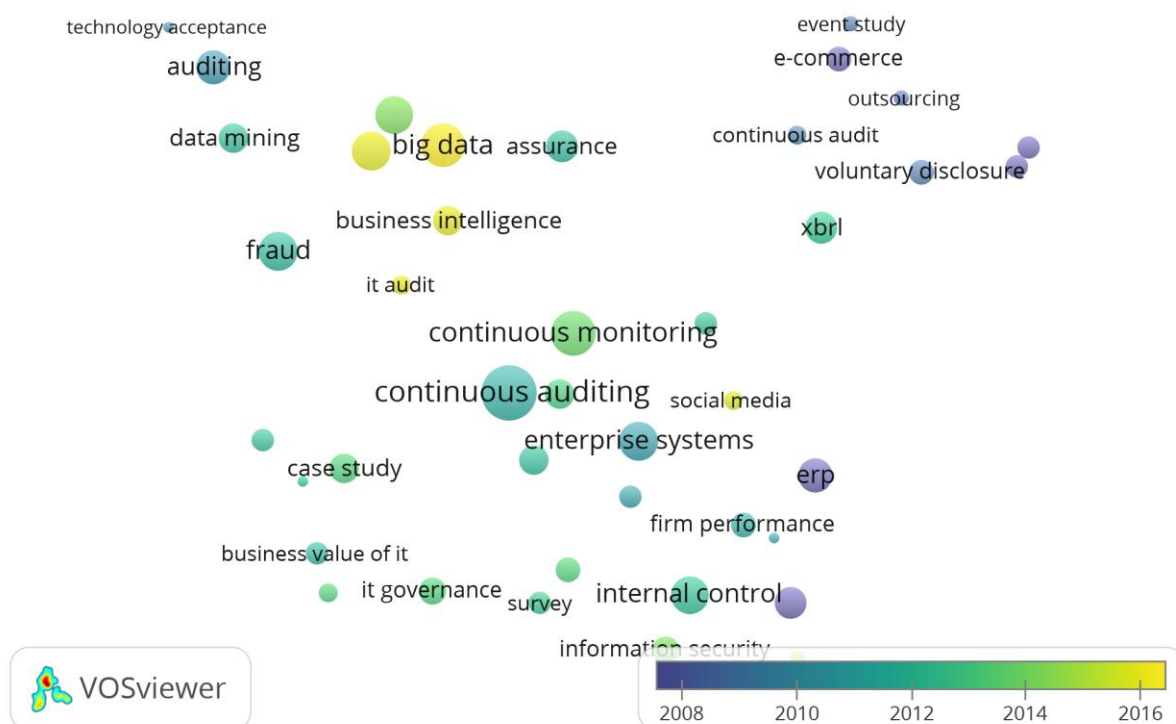 technology acceptance
event study
auditing
e-commerce
outsourcing
data mining
big data
assurance
continuous audit
voluntary disclosure
business intelligence
xbrl
fraud
it audit
continuous monitoring
continuous auditing
social media
enterprise systems
case study
erp
firm performance
business value of it
it governance
survey
internal control
information security
VOSviewer
2008
2010
2012
2014
2016